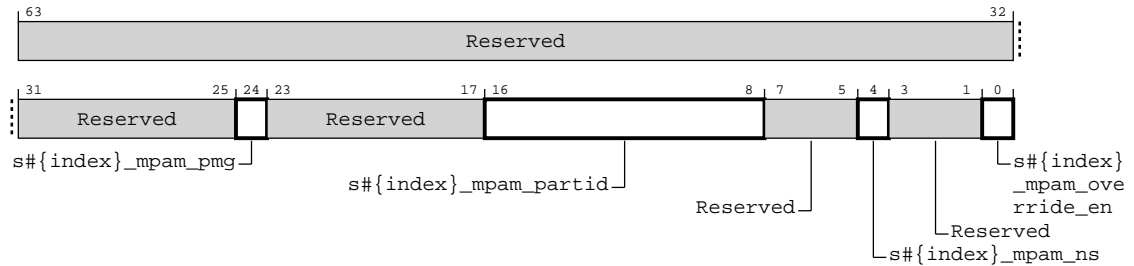 63 32
Reserved
31 25 24 23 17 16 8 7 5 4 3 1 0
Reserved Reserved
s#{index}_mpam_pmg s#{index}
s#{index}_mpam_partid _mpam_ove
Reserved rride_en
Reserved
s#{index}_mpam_ns